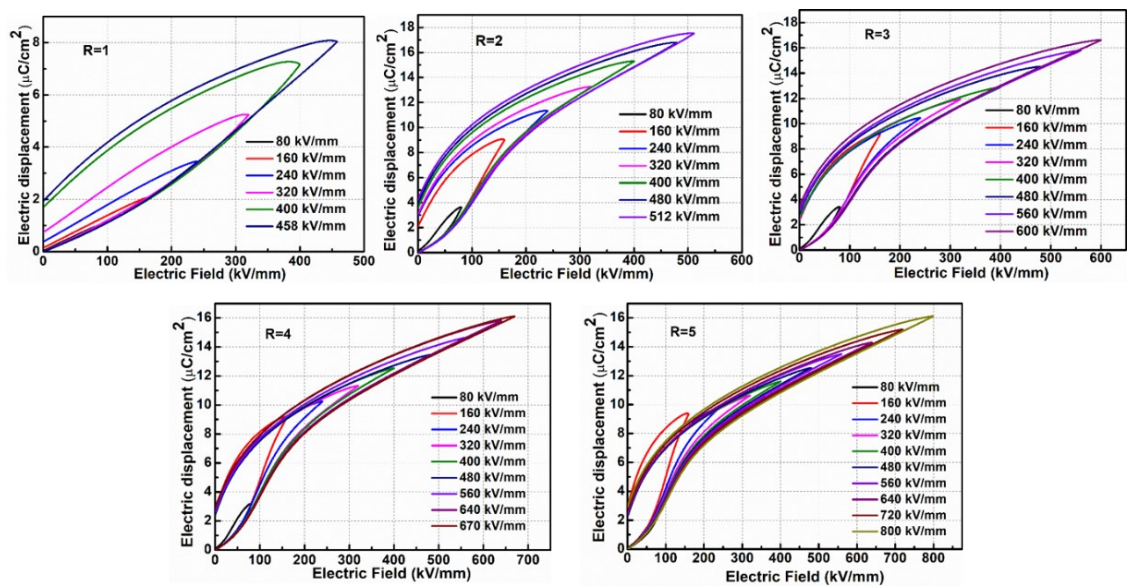 R=1
Electric displacement (μC/cm²)
8
6
4
2
0
80 kV/mm
160 kV/mm
240 kV/mm
320 kV/mm
400 kV/mm
458 kV/mm
0 100 200 300 400 500
Electric Field (kV/mm)
R=2
Electric displacement (μC/cm²)
18
16
14
12
10
8
6
4
2
0
80 kV/mm
160 kV/mm
240 kV/mm
320 kV/mm
400 kV/mm
480 kV/mm
512 kV/mm
0 100 200 300 400 500 600
Electric Field (kV/mm)
R=3
Electric displacement (μC/cm²)
18
16
14
12
10
8
6
4
2
0
80 kV/mm
160 kV/mm
240 kV/mm
320 kV/mm
400 kV/mm
480 kV/mm
560 kV/mm
600 kV/mm
0 100 200 300 400 500 600
Electric Field (kV/mm)
R=4
Electric displacement (μC/cm²)
16
14
12
10
8
6
4
2
0
80 kV/mm
160 kV/mm
240 kV/mm
320 kV/mm
400 kV/mm
480 kV/mm
560 kV/mm
640 kV/mm
670 kV/mm
0 100 200 300 400 500 600 700
Electric Field (kV/mm)
R=5
Electric displacement (μC/cm²)
16
14
12
10
8
6
4
2
0
80 kV/mm
160 kV/mm
240 kV/mm
320 kV/mm
400 kV/mm
480 kV/mm
560 kV/mm
640 kV/mm
720 kV/mm
800 kV/mm
0 100 200 300 400 500 600 700 800
Electric Field (kV/mm)